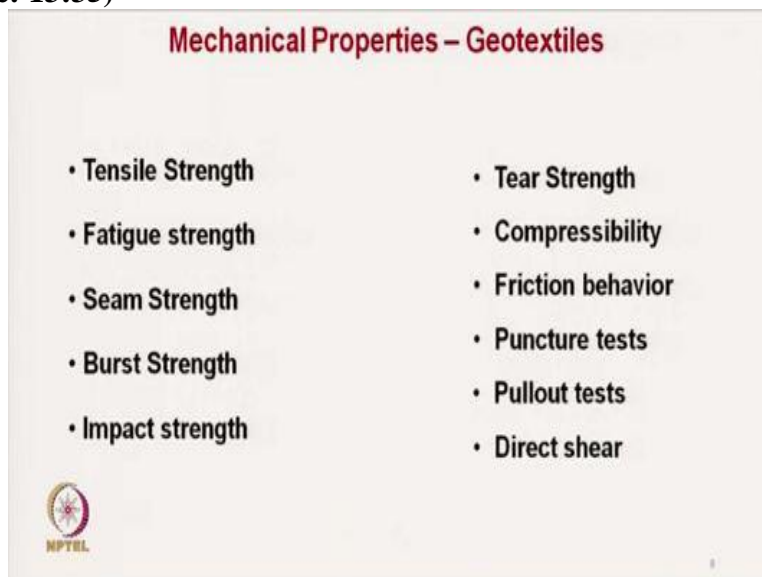 Mechanical Properties – Geotextiles
• Tensile Strength
• Fatigue strength
• Seam Strength
• Burst Strength
• Impact strength
• Tear Strength
• Compressibility
• Friction behavior
• Puncture tests
• Pullout tests
• Direct shear
NPTEL